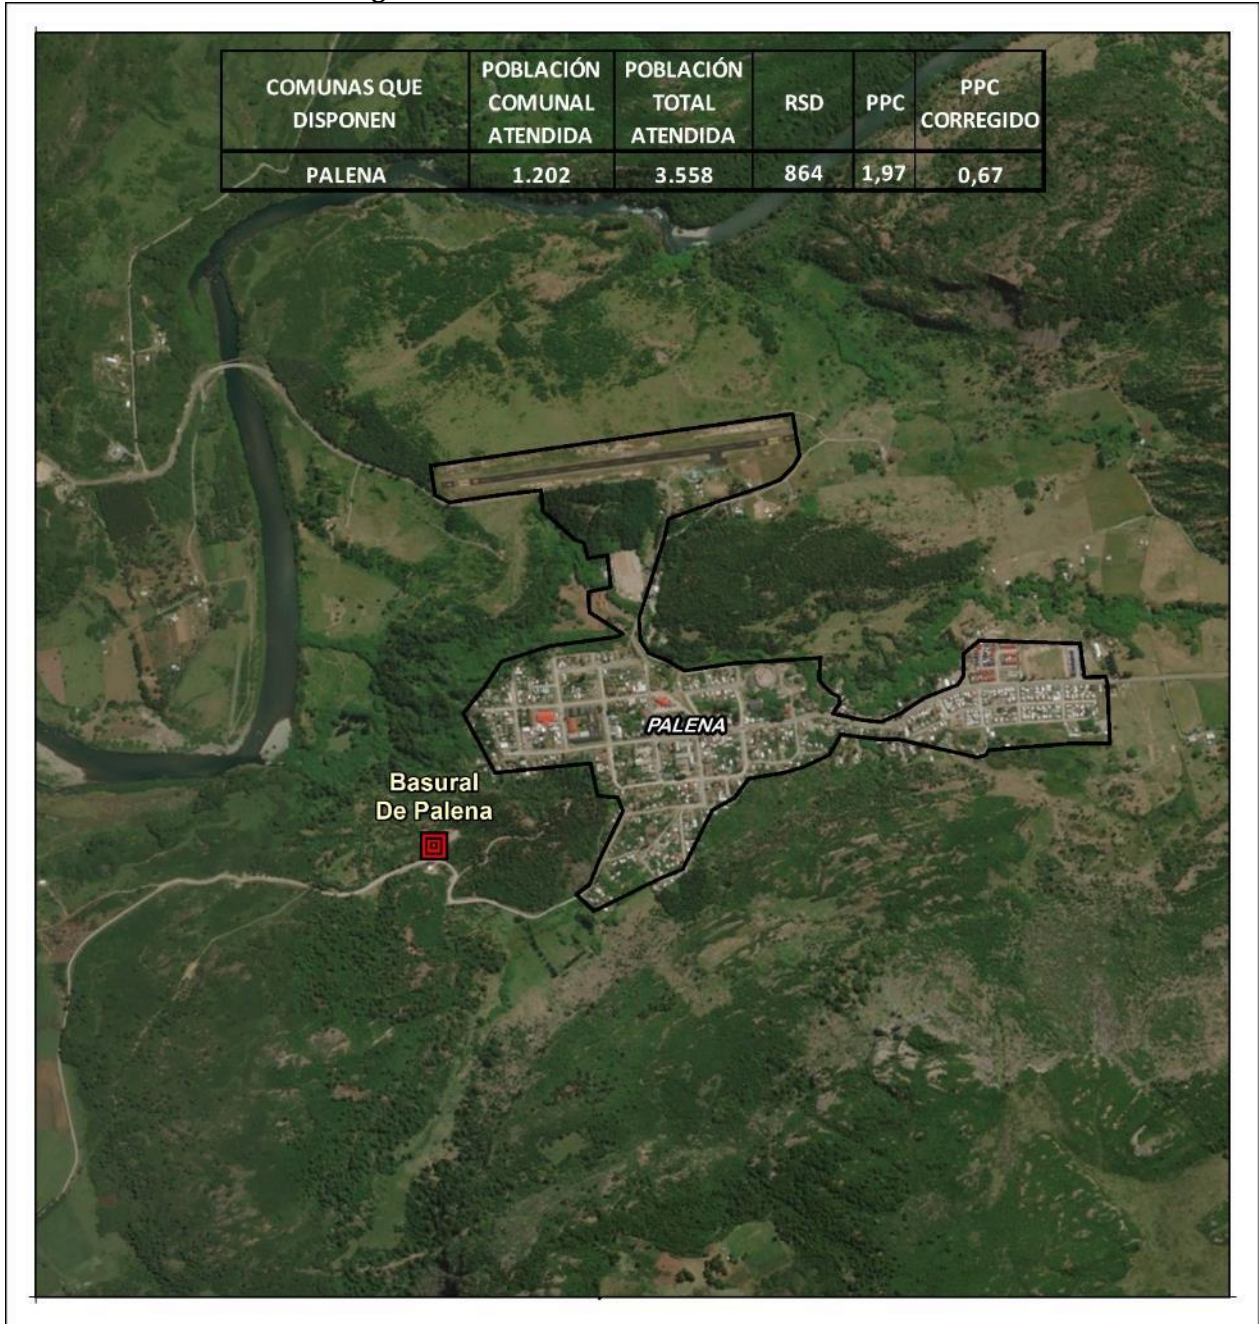 COMUNAS QUE DISPONEN POBLACIÓN COMUNAL ATENDIDA POBLACIÓN TOTAL ATENDIDA RSD PPC PPC CORREGIDO
PALENA 1.202 3.558 864 1,97 0,67
PALENA
Basural
De Palena